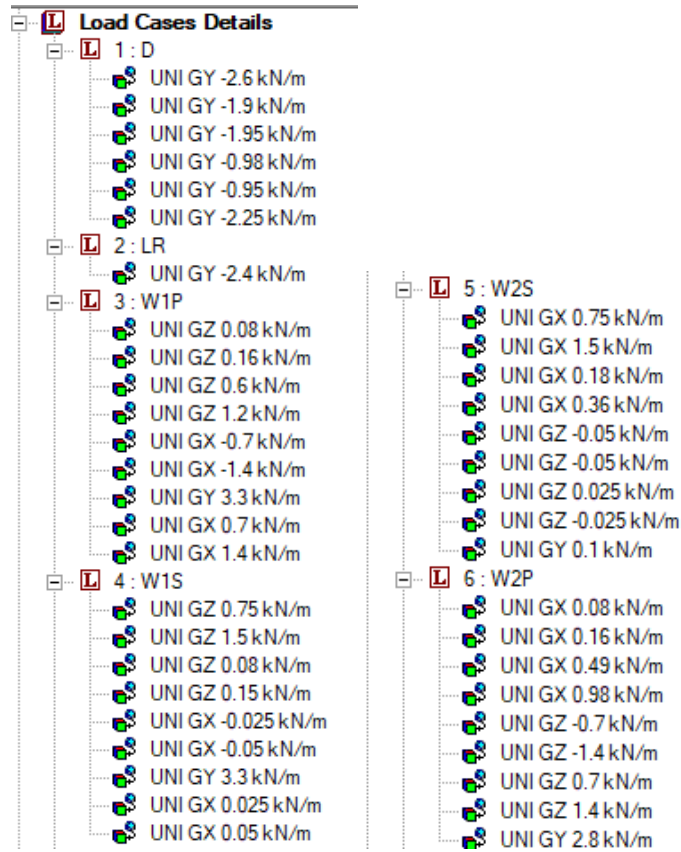 Load Cases Details
1 : D
UNI GY -2.6 kN/m
UNI GY -1.9 kN/m
UNI GY -1.95 kN/m
UNI GY -0.98 kN/m
UNI GY -0.95 kN/m
UNI GY -2.25 kN/m
2 : LR
UNI GY -2.4 kN/m
3 : W1P
UNI GZ 0.08 kN/m
UNI GZ 0.16 kN/m
UNI GZ 0.6 kN/m
UNI GZ 1.2 kN/m
UNI GX -0.7 kN/m
UNI GX -1.4 kN/m
UNI GY 3.3 kN/m
UNI GX 0.7 kN/m
UNI GX 1.4 kN/m
4 : W1S
UNI GZ 0.75 kN/m
UNI GZ 1.5 kN/m
UNI GZ 0.08 kN/m
UNI GZ 0.15 kN/m
UNI GX -0.025 kN/m
UNI GX -0.05 kN/m
UNI GY 3.3 kN/m
UNI GX 0.025 kN/m
UNI GX 0.05 kN/m
5 : W2S
UNI GX 0.75 kN/m
UNI GX 1.5 kN/m
UNI GX 0.18 kN/m
UNI GX 0.36 kN/m
UNI GZ -0.05 kN/m
UNI GZ -0.05 kN/m
UNI GZ 0.025 kN/m
UNI GZ -0.025 kN/m
UNI GY 0.1 kN/m
6 : W2P
UNI GX 0.08 kN/m
UNI GX 0.16 kN/m
UNI GX 0.49 kN/m
UNI GX 0.98 kN/m
UNI GZ -0.7 kN/m
UNI GZ -1.4 kN/m
UNI GZ 0.7 kN/m
UNI GZ 1.4 kN/m
UNI GY 2.8 kN/m